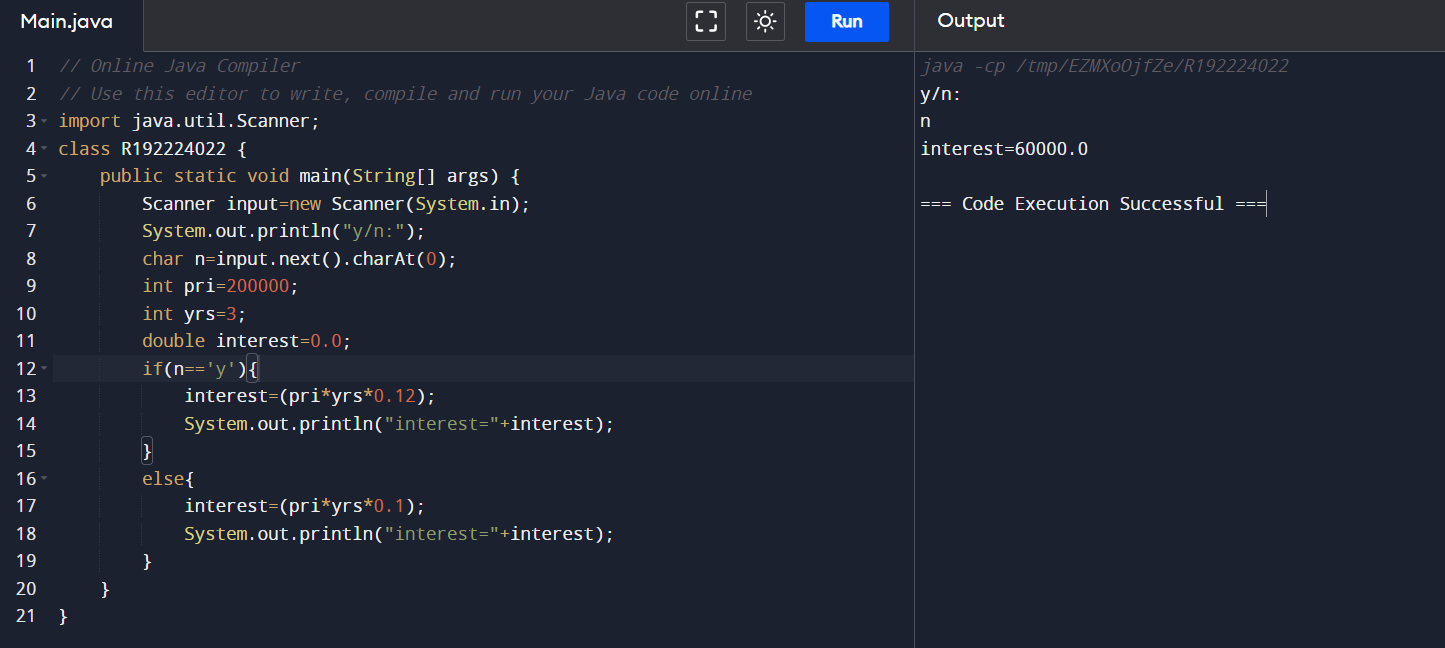 Main.java
Run
Output
1 // Online Java Compiler
2 // Use this editor to write, compile and run your Java code online
3 import java.util.Scanner;
4 class R192224022 {
5     public static void main(String[] args) {
6         Scanner input=new Scanner(System.in);
7         System.out.println("y/n:");
8         char n=input.next().charAt(0);
9         int pri=200000;
10         int yrs=3;
11         double interest=0.0;
12         if(n=='y'){
13             interest=(pri*yrs*0.12);
14             System.out.println("interest="+interest);
15         }
16         else{
17             interest=(pri*yrs*0.1);
18             System.out.println("interest="+interest);
19         }
20     }
21 }
java -cp /tmp/EZMXoOjfZe/R192224022
y/n:
n
interest=60000.0
=== Code Execution Successful ===